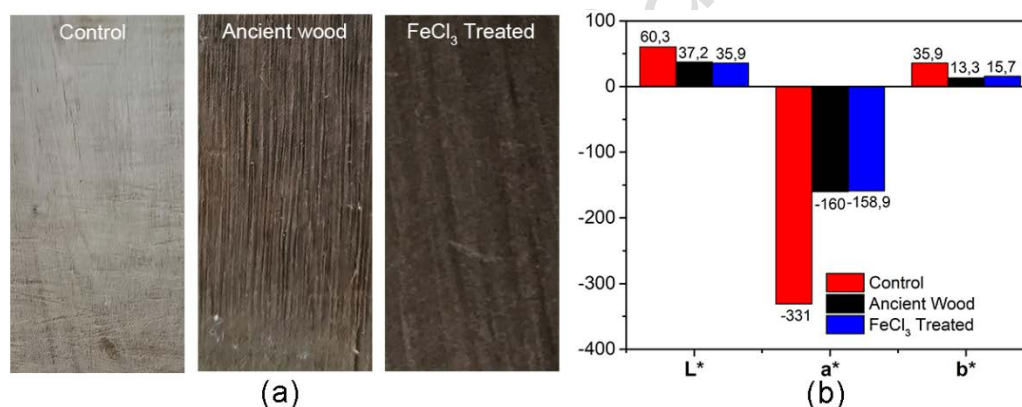 Control
Ancient wood
FeCl₃ Treated
(a)
100
0
-100
-200
-300
-400
60,3
37,2
35,9
-331
-160
-158,9
35,9
13,3
15,7
Control
Ancient Wood
FeCl₃ Treated
L*
a*
b*
(b)